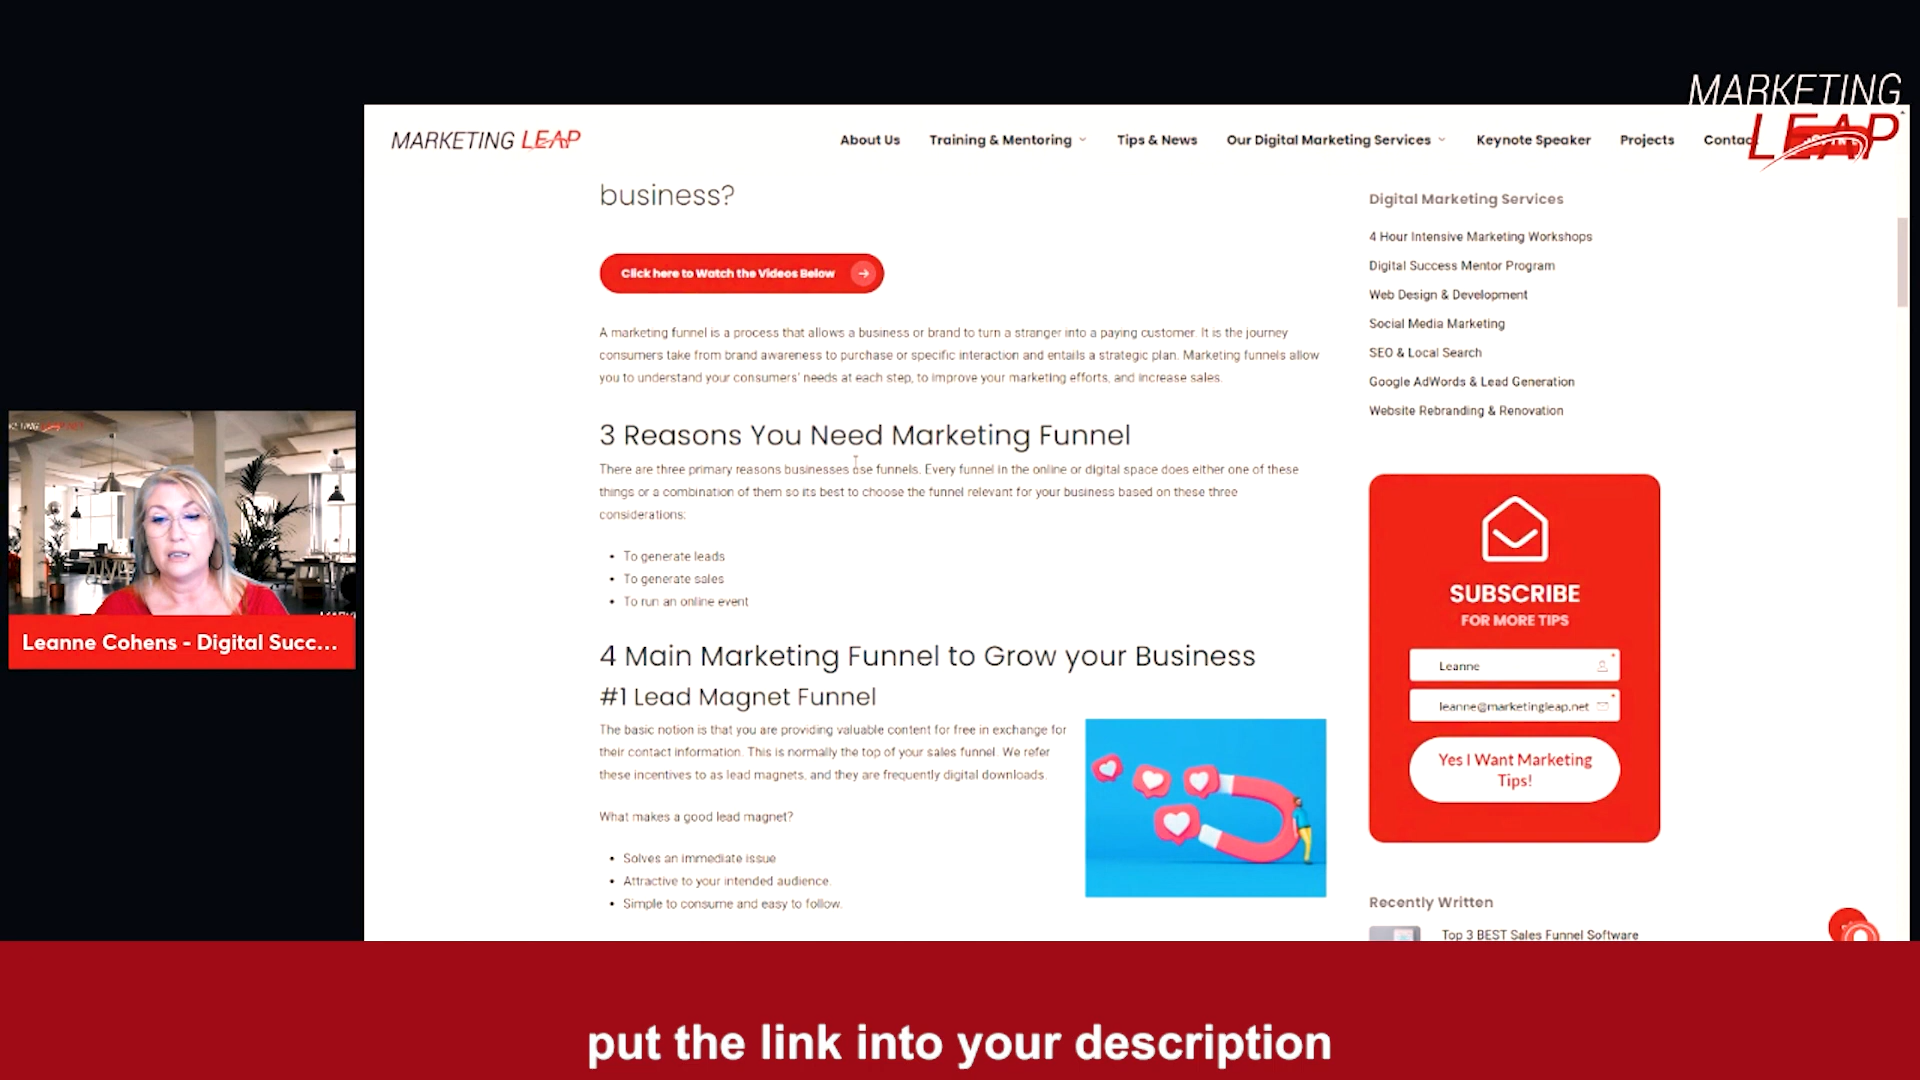 MARKETING
LEAP
MARKETING LEAP
About Us
Training & Mentoring
Tips & News
Our Digital Marketing Services
Keynote Speaker
Projects
business?
Click here to Watch the Videos Below
A marketing funnel is a process that allows a business or brand to turn a stranger into a paying customer. It is the journey
consumers take from brand awareness to purchase or specific interaction and entails a strategic plan. Marketing funnels allow
you to understand your consumers' needs at each step, to improve your marketing efforts, and increase sales.
3 Reasons You Need Marketing Funnel
There are three primary reasons businesses use funnels. Every funnel in the online or digital space does either one of these
things or a combination of them so its best to choose the funnel relevant for your business based on these three
considerations:
• To generate leads
• To generate sales
• To run an online event
4 Main Marketing Funnel to Grow your Business
#1 Lead Magnet Funnel
The basic notion is that you are providing valuable content for free in exchange for
their contact information. This is normally the top of your sales funnel. We refer
these incentives to as lead magnets, and they are frequently digital downloads.
What makes a good lead magnet?
• Solves an immediate issue
• Attractive to your intended audience.
• Simple to consume and easy to follow.
Digital Marketing Services
4 Hour Intensive Marketing Workshops
Digital Success Mentor Program
Web Design & Development
Social Media Marketing
SEO & Local Search
Google AdWords & Lead Generation
Website Rebranding & Renovation
SUBSCRIBE
FOR MORE TIPS
Leanne
leanne@marketingleap.net
Yes I Want Marketing
Tips!
Recently Written
Top 3 BEST Sales Funnel Software
Leanne Cohens - Digital Succ...
put the link into your description